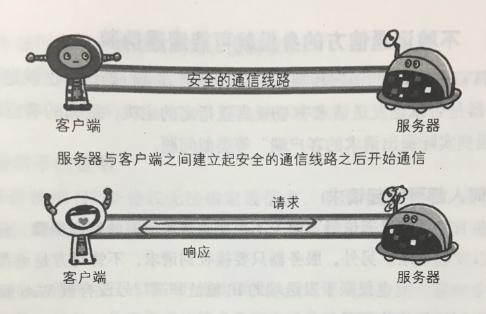 安全的通信线路
客户端
服务器
服务器与客户端之间建立起安全的通信线路之后开始通信
请求
响应
客户端
服务器